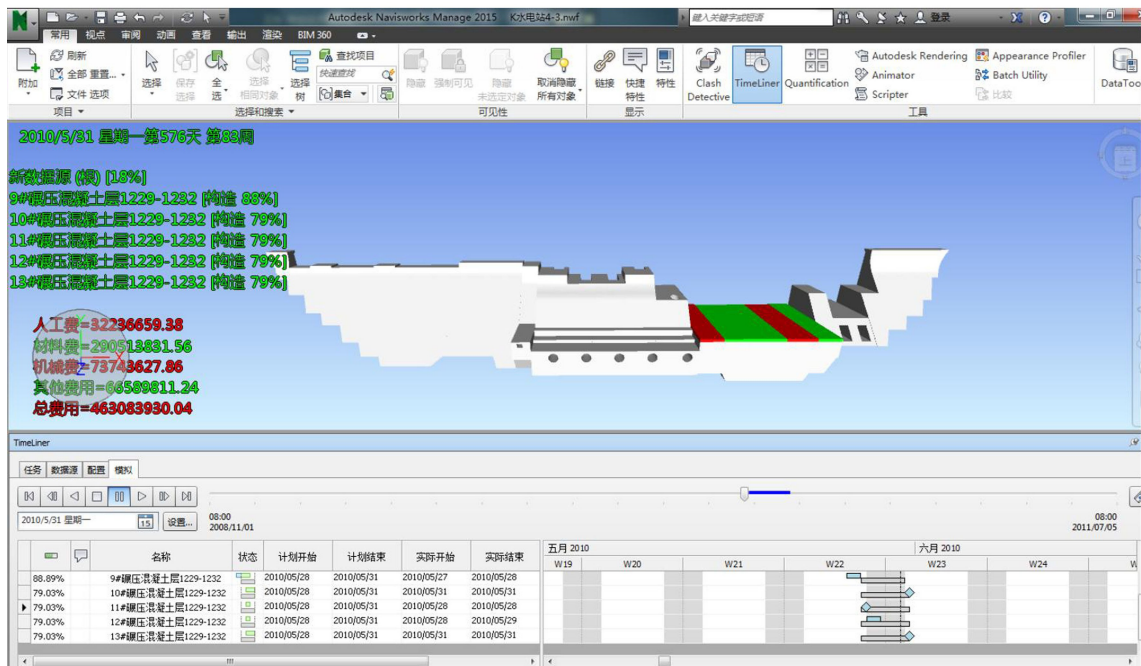 Autodesk Navisworks Manage 2015 K水电站4-3.nwf
键入关键字或短语
登录
常用 视点 审阅 动画 查看 输出 渲染 BIM 360
附加
刷新
全部 重置...
文件 选项
选择
保存
选择
全
选
选择
相同对象
选择
树
查找项目
快速查找
集合
隐藏
强制可见
隐藏
未选定对象
取消隐藏
所有对象
链接
快捷
特性
特性
Clash
Detective
TimeLiner
Quantification
Autodesk Rendering
Animator
Scripter
Appearance Profiler
Batch Utility
比较
DataToo
项目
选择和搜索
可见性
显示
工具
2010/5/31 星期一第576天 第83周
新数据源 (根) [18%]
9#碾压混凝土层1229-1232 [构造 88%]
10#碾压混凝土层1229-1232 [构造 79%]
11#碾压混凝土层1229-1232 [构造 79%]
12#碾压混凝土层1229-1232 [构造 79%]
13#碾压混凝土层1229-1232 [构造 79%]
人工费=32236659.38
材料费=290513831.56
机械费=73743627.86
其他费用=66589811.24
总费用=463083930.04
上
TimeLiner
任务 数据源 配置 模拟
2010/5/31 星期一
15
设置...
08:00
2008/11/01
08:00
2011/07/05
名称 状态 计划开始 计划结束 实际开始 实际结束
五月 2010 六月 2010
W19 W20 W21 W22 W23 W24
88.89% 9#碾压混凝土层1229-1232 2010/05/28 2010/05/31 2010/05/27 2010/05/28
79.03% 10#碾压混凝土层1229-1232 2010/05/28 2010/05/31 2010/05/31 2010/05/31
79.03% 11#碾压混凝土层1229-1232 2010/05/28 2010/05/31 2010/05/28 2010/05/28
79.03% 12#碾压混凝土层1229-1232 2010/05/28 2010/05/31 2010/05/28 2010/05/29
79.03% 13#碾压混凝土层1229-1232 2010/05/28 2010/05/31 2010/05/31 2010/05/31